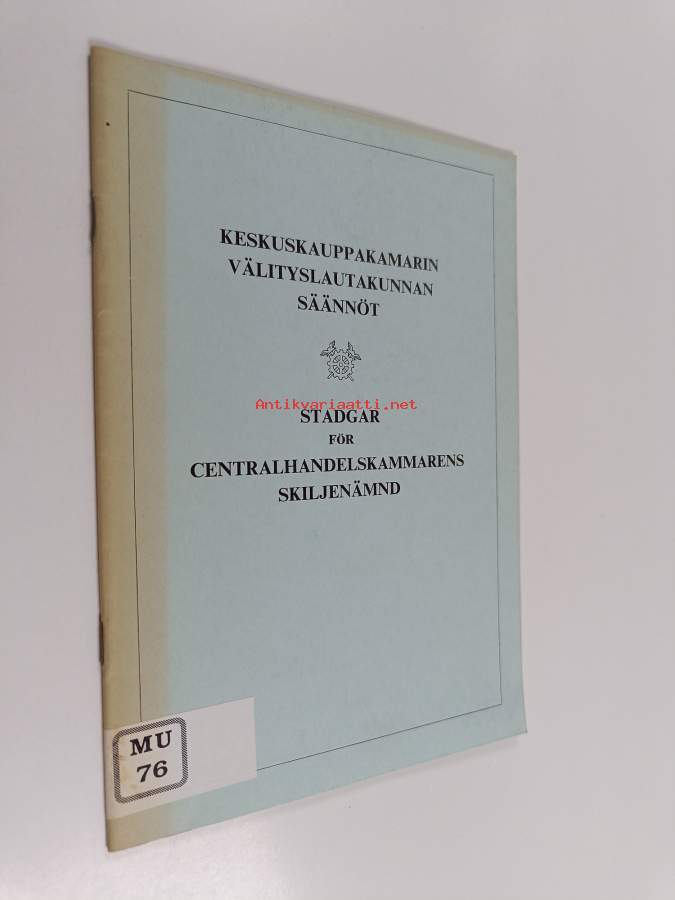 KESKUSKAUPPAKAMARIN
VÄLITYSLAUTAKUNNAN
SÄÄNNÖT
Antikvariaatti.net
STADGAR
FÖR
CENTRALHANDELSKAMMARENS
SKILJENÄMND
MU
76